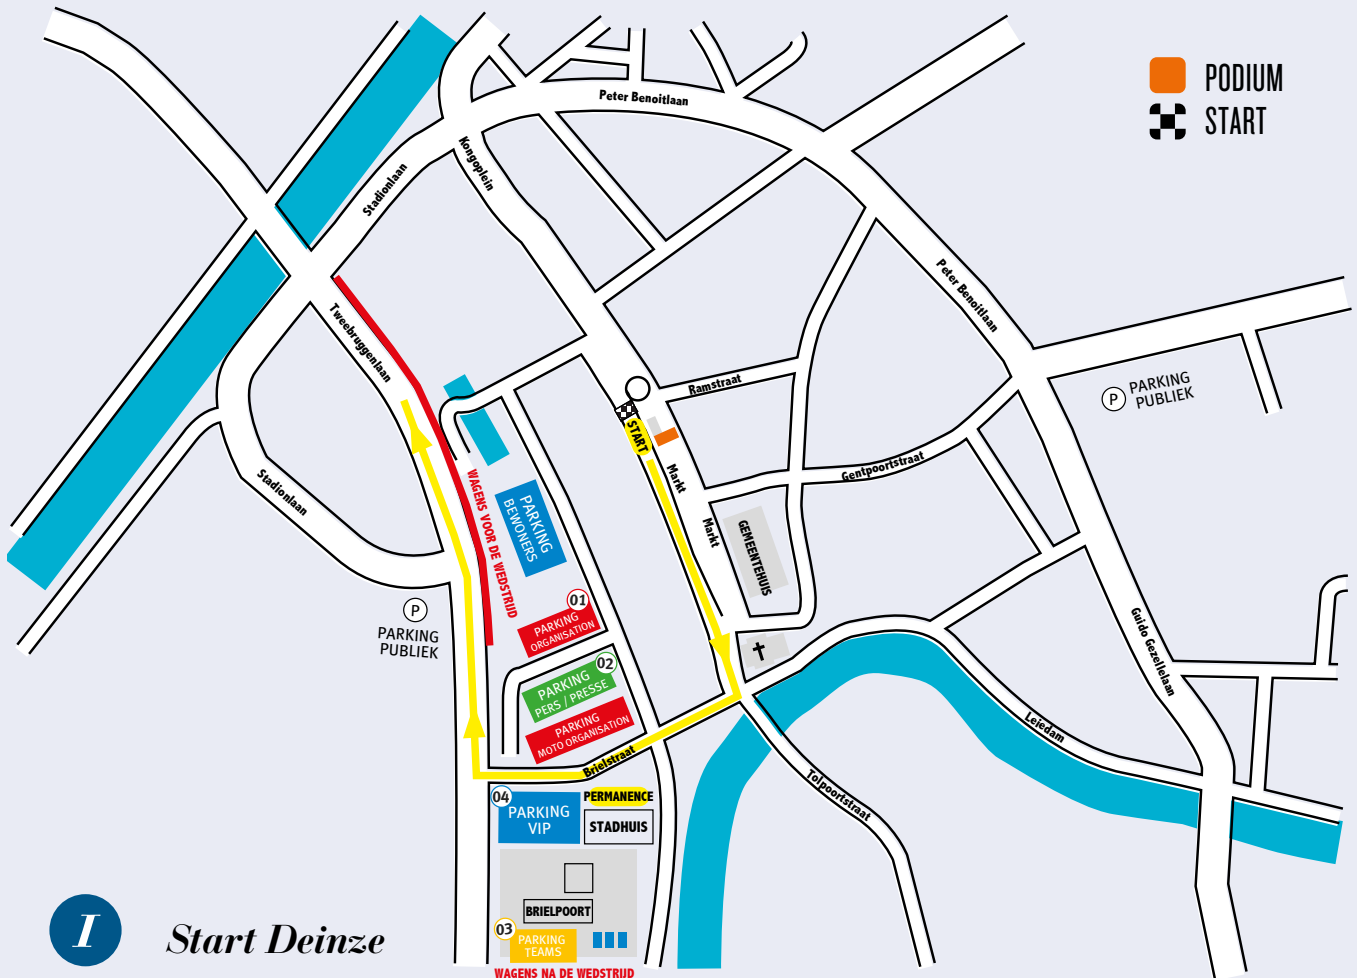 PODIUM
START
Peter Benoitlaan
Kongoplein
Stadionlaan
Peter Benoitlaan
Tweebruggenlaan
Ramstraat
P PARKING
PUBLIEK
START
Markt
Gentpoortstraat
Stadionlaan
WAGENS VOOR DE WEDSTRIJD
PARKING
BEWONERS
Markt
GEMEENTEHUIS
P
PARKING
PUBLIEK
01
PARKING
ORGANISATION
02
PARKING
PERS / PRESSE
PARKING
MOTO ORGANISATION
Guido Gezellelaan
Leiedam
Brielstraat
Tolpoortstraat
04
PARKING
VIP
PERMANENCE
STADHUIS
BRIELPOORT
03
PARKING
TEAMS
WAGENS NA DE WEDSTRIJD
I
Start Deinze